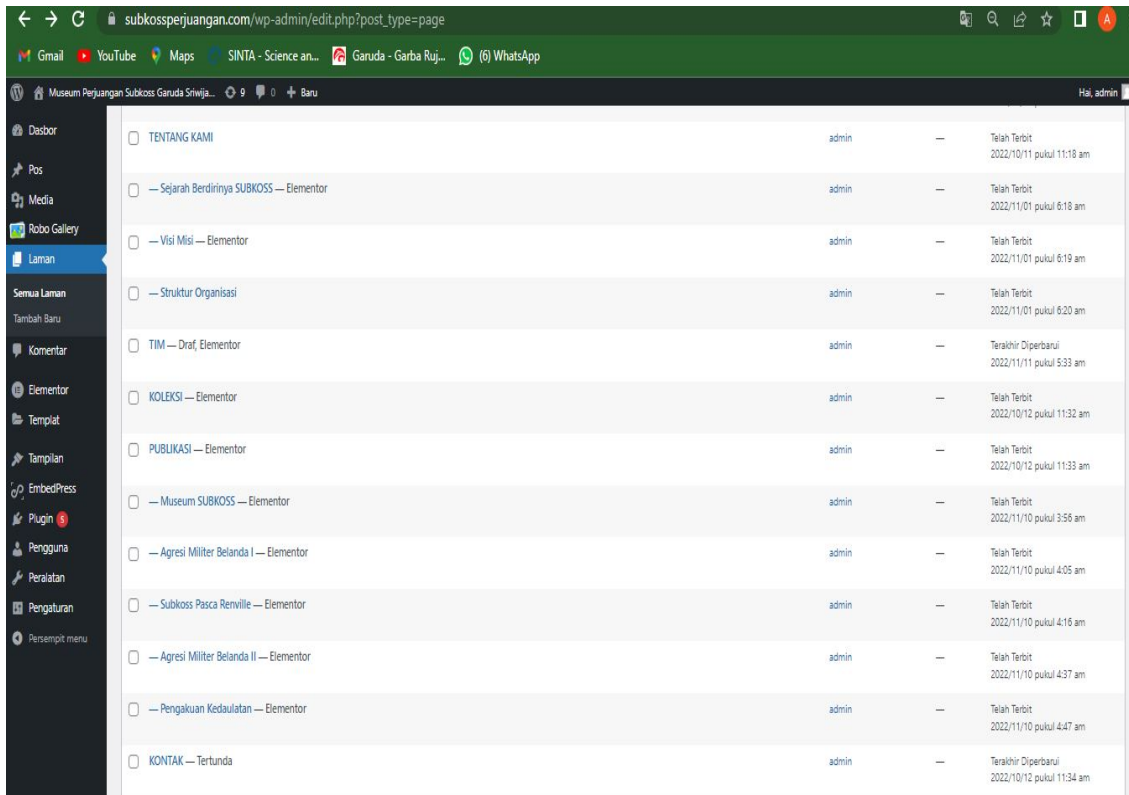 subkossperjuangan.com/wp-admin/edit.php?post_type=page
A
Gmail YouTube Maps SINTA - Science an... Garuda - Garba Ruj... (6) WhatsApp
Museum Perjuangan Subkoss Garuda Sriwija... 9 0 + Baru Hai, admin
Dasbor
Pos
Media
Robo Gallery
Laman
Semua Laman
Tambah Baru
Komentar
Elementor
Templat
Tampilan
EmbedPress
Plugin 5
Pengguna
Peralatan
Pengaturan
Persempit menu
TENTANG KAMI admin — Telah Terbit
2022/10/11 pukul 11:18 am
— Sejarah Berdirinya SUBKOSS — Elementor admin — Telah Terbit
2022/11/01 pukul 6:18 am
— Visi Misi — Elementor admin — Telah Terbit
2022/11/01 pukul 6:19 am
— Struktur Organisasi admin — Telah Terbit
2022/11/01 pukul 6:20 am
TIM — Draf, Elementor admin — Terakhir Diperbarui
2022/11/11 pukul 5:33 am
KOLEKSI — Elementor admin — Telah Terbit
2022/10/12 pukul 11:32 am
PUBLIKASI — Elementor admin — Telah Terbit
2022/10/12 pukul 11:33 am
— Museum SUBKOSS — Elementor admin — Telah Terbit
2022/11/10 pukul 3:56 am
— Agresi Militer Belanda I — Elementor admin — Telah Terbit
2022/11/10 pukul 4:05 am
— Subkoss Pasca Renville — Elementor admin — Telah Terbit
2022/11/10 pukul 4:16 am
— Agresi Militer Belanda II — Elementor admin — Telah Terbit
2022/11/10 pukul 4:37 am
— Pengakuan Kedaulatan — Elementor admin — Telah Terbit
2022/11/10 pukul 4:47 am
KONTAK — Tertunda admin — Terakhir Diperbarui
2022/10/12 pukul 11:34 am